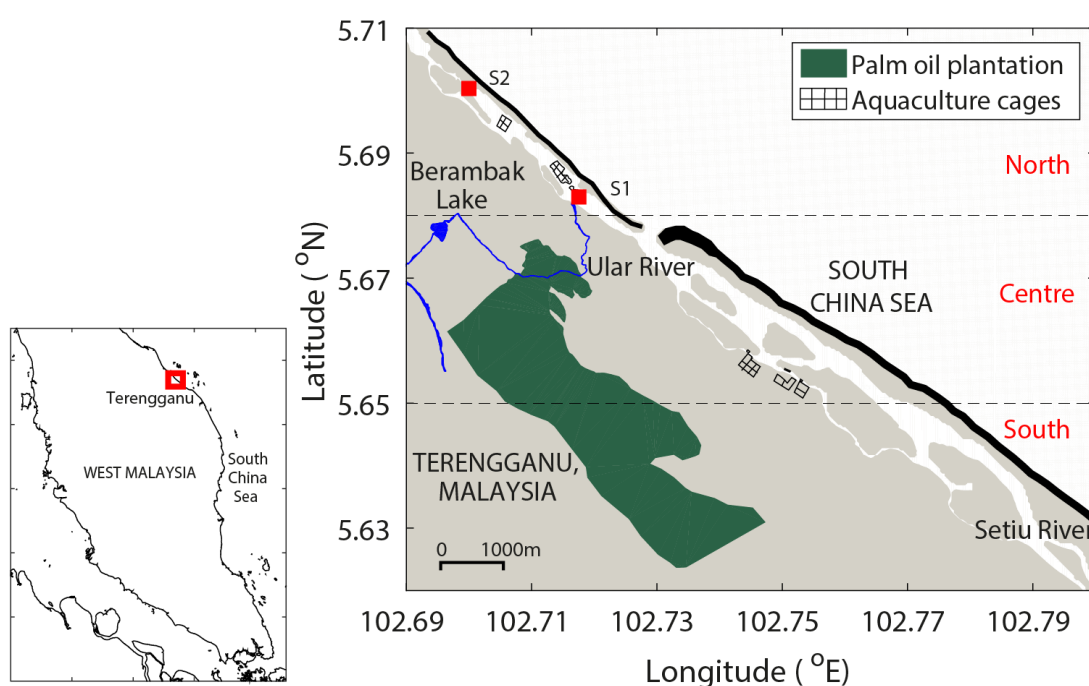 5.71
5.69
5.67
5.65
5.63
Latitude ( °N)
102.69
102.71
102.73
102.75
102.77
102.79
Longitude ( °E)
Palm oil plantation
Aquaculture cages
S2
S1
North
Centre
South
Berambak
Lake
Ular River
SOUTH
CHINA SEA
TERENGGANU,
MALAYSIA
Setiu River
0 1000m
Terengganu
WEST MALAYSIA
South
China
Sea